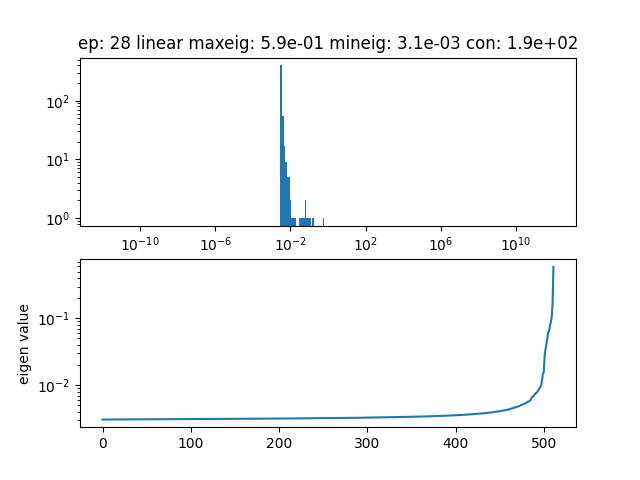 ep: 28 linear maxeig: 5.9e-01 mineig: 3.1e-03 con: 1.9e+02
10²
10¹
10⁰
10⁻¹⁰ 10⁻⁶ 10⁻² 10² 10⁶ 10¹⁰
eigen value
10⁻¹
10⁻²
0 100 200 300 400 500